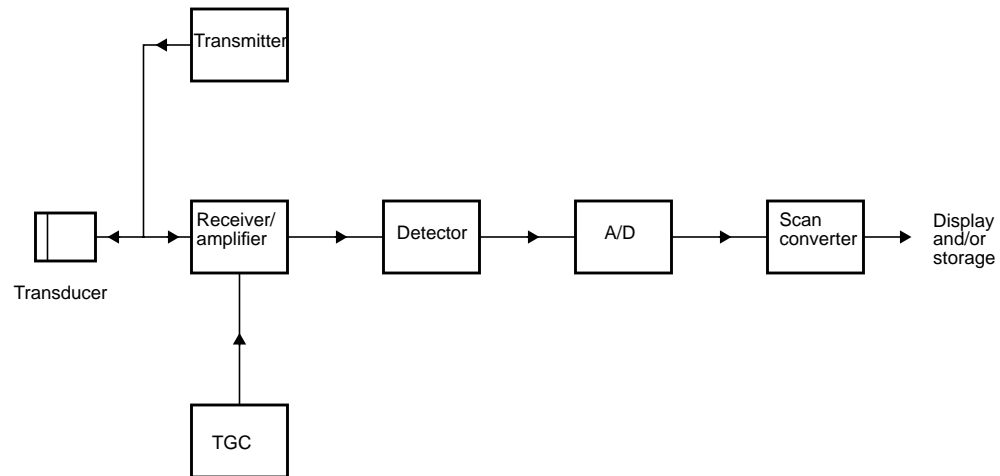 Transmitter
Receiver/
amplifier
Detector
A/D
Scan
converter
Display
and/or
storage
Transducer
TGC